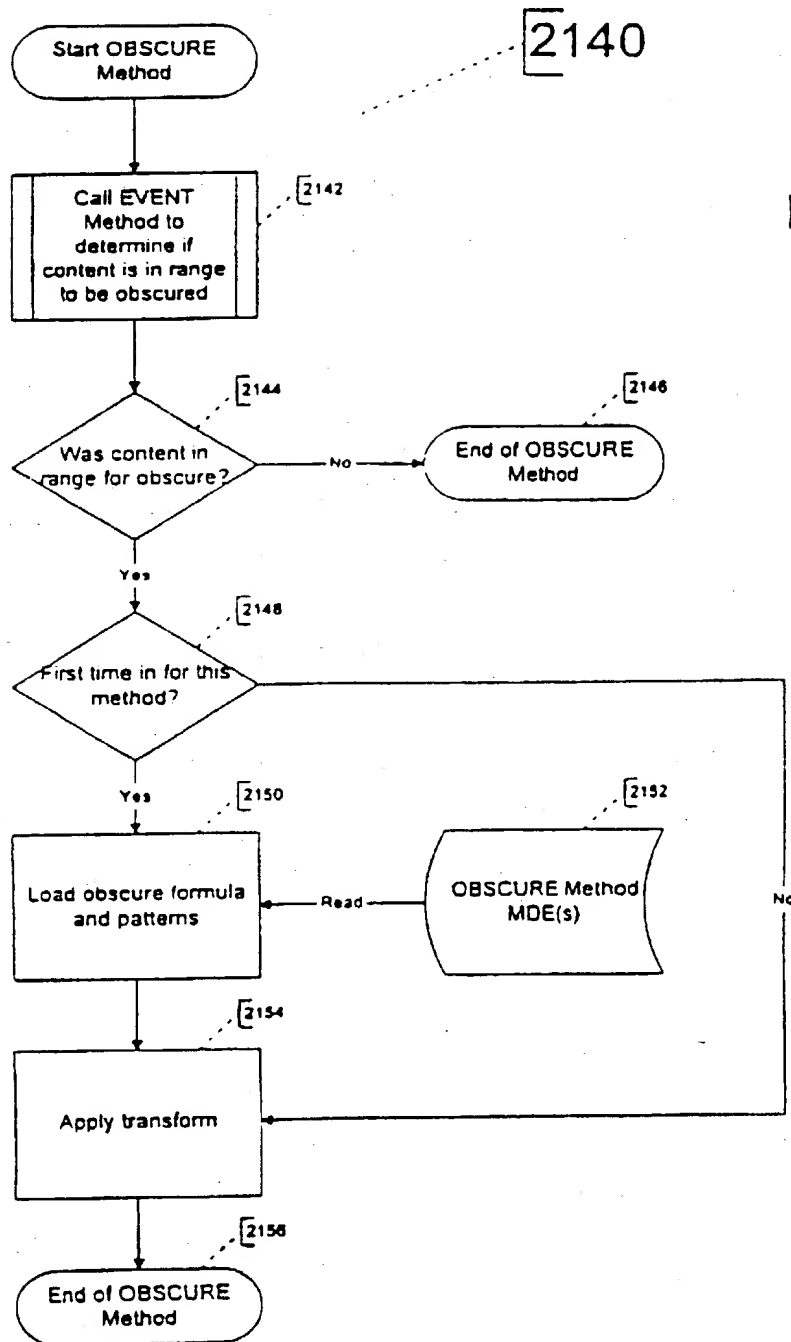 Start OBSCURE
Method
2140
Call EVENT
Method to
determine if
content is in range
to be obscured
2142
2144
Was content in
range for obscure?
No
2146
End of OBSCURE
Method
Yes
2148
First time in for this
method?
Yes
No
2150
Load obscure formula
and patterns
Read
2152
OBSCURE Method
MDE(s)
2154
Apply transform
2156
End of OBSCURE
Method